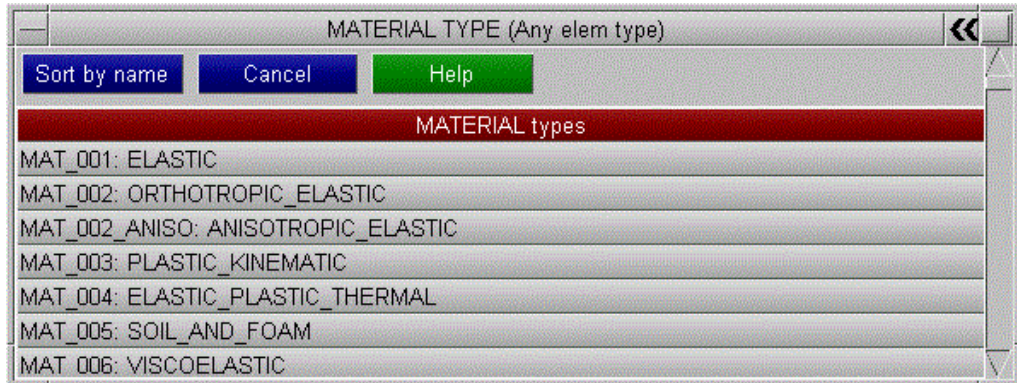 MATERIAL TYPE (Any elem type)
Sort by name Cancel Help
MATERIAL types
MAT_001: ELASTIC
MAT_002: ORTHOTROPIC_ELASTIC
MAT_002_ANISO: ANISOTROPIC_ELASTIC
MAT_003: PLASTIC_KINEMATIC
MAT_004: ELASTIC_PLASTIC_THERMAL
MAT_005: SOIL_AND_FOAM
MAT_006: VISCOELASTIC